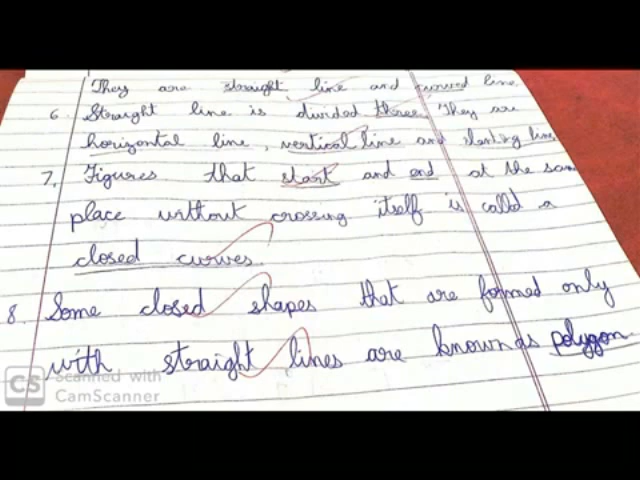 They are straight line and curved line
6. Straight line is divided three. They are
horizontal line, vertical line and slanting line.
7. Figures that start and end at the sam
place without crossing itself is called a
closed curves.
8. Some closed shapes that are formed only
with straight lines are known as polygon.
CS Scanned with
CamScanner